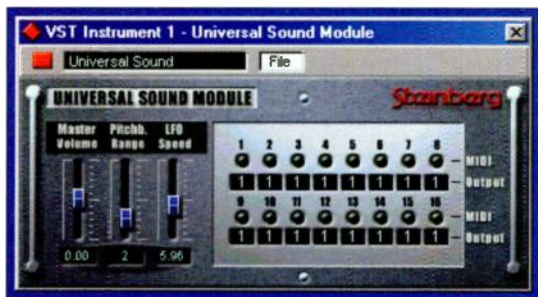 VST Instrument 1 - Universal Sound Module
Universal Sound File
UNIVERSAL SOUND MODULE Steinberg
Master Volume Pitchb. Range LFO Speed
1 2 3 4 5 6 7 8
MIDI
1 1 1 1 1 1 1 1 Output
9 10 11 12 13 14 15 16
MIDI
1 1 1 1 1 1 1 1 Output
0.00 2 5.96